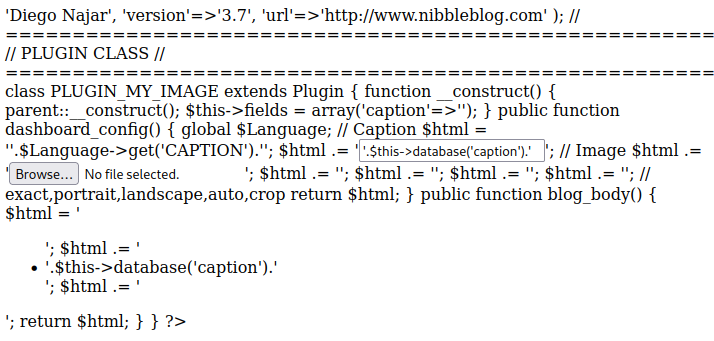 'Diego Najar', 'version'=>'3.7', 'url'=>'http://www.nibbleblog.com' ); //
======================================================
// PLUGIN CLASS //
======================================================
class PLUGIN_MY_IMAGE extends Plugin { function __construct() {
parent::__construct(); $this->fields = array('caption'=>''); } public function
dashboard_config() { global $Language; // Caption $html =
''.$Language->get('CAPTION').''; $html .= ' '.$this->database('caption').' '; // Image $html .=
' Browse... No file selected. '; $html .= ''; $html .= ''; $html .= ''; $html .= ''; //
exact,portrait,landscape,auto,crop return $html; } public function blog_body() {
$html = '
'; $html .= '
• '.$this->database('caption').'
'; $html .= '
'; return $html; } } ?>